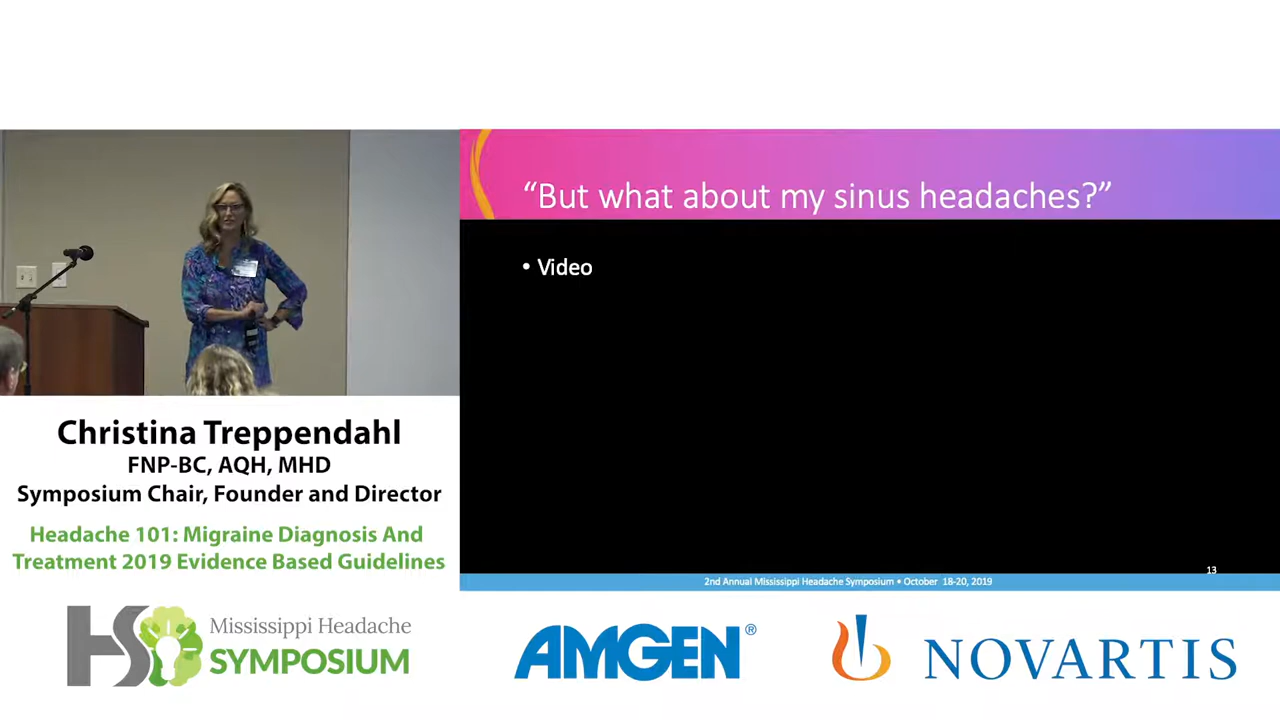 “But what about my sinus headaches?”
• Video
13
2nd Annual Mississippi Headache Symposium • October 18-20, 2019
Christina Treppendahl
FNP-BC, AQH, MHD
Symposium Chair, Founder and Director
Headache 101: Migraine Diagnosis And
Treatment 2019 Evidence Based Guidelines
HS Mississippi Headache
SYMPOSIUM
AMGEN®
NOVARTIS